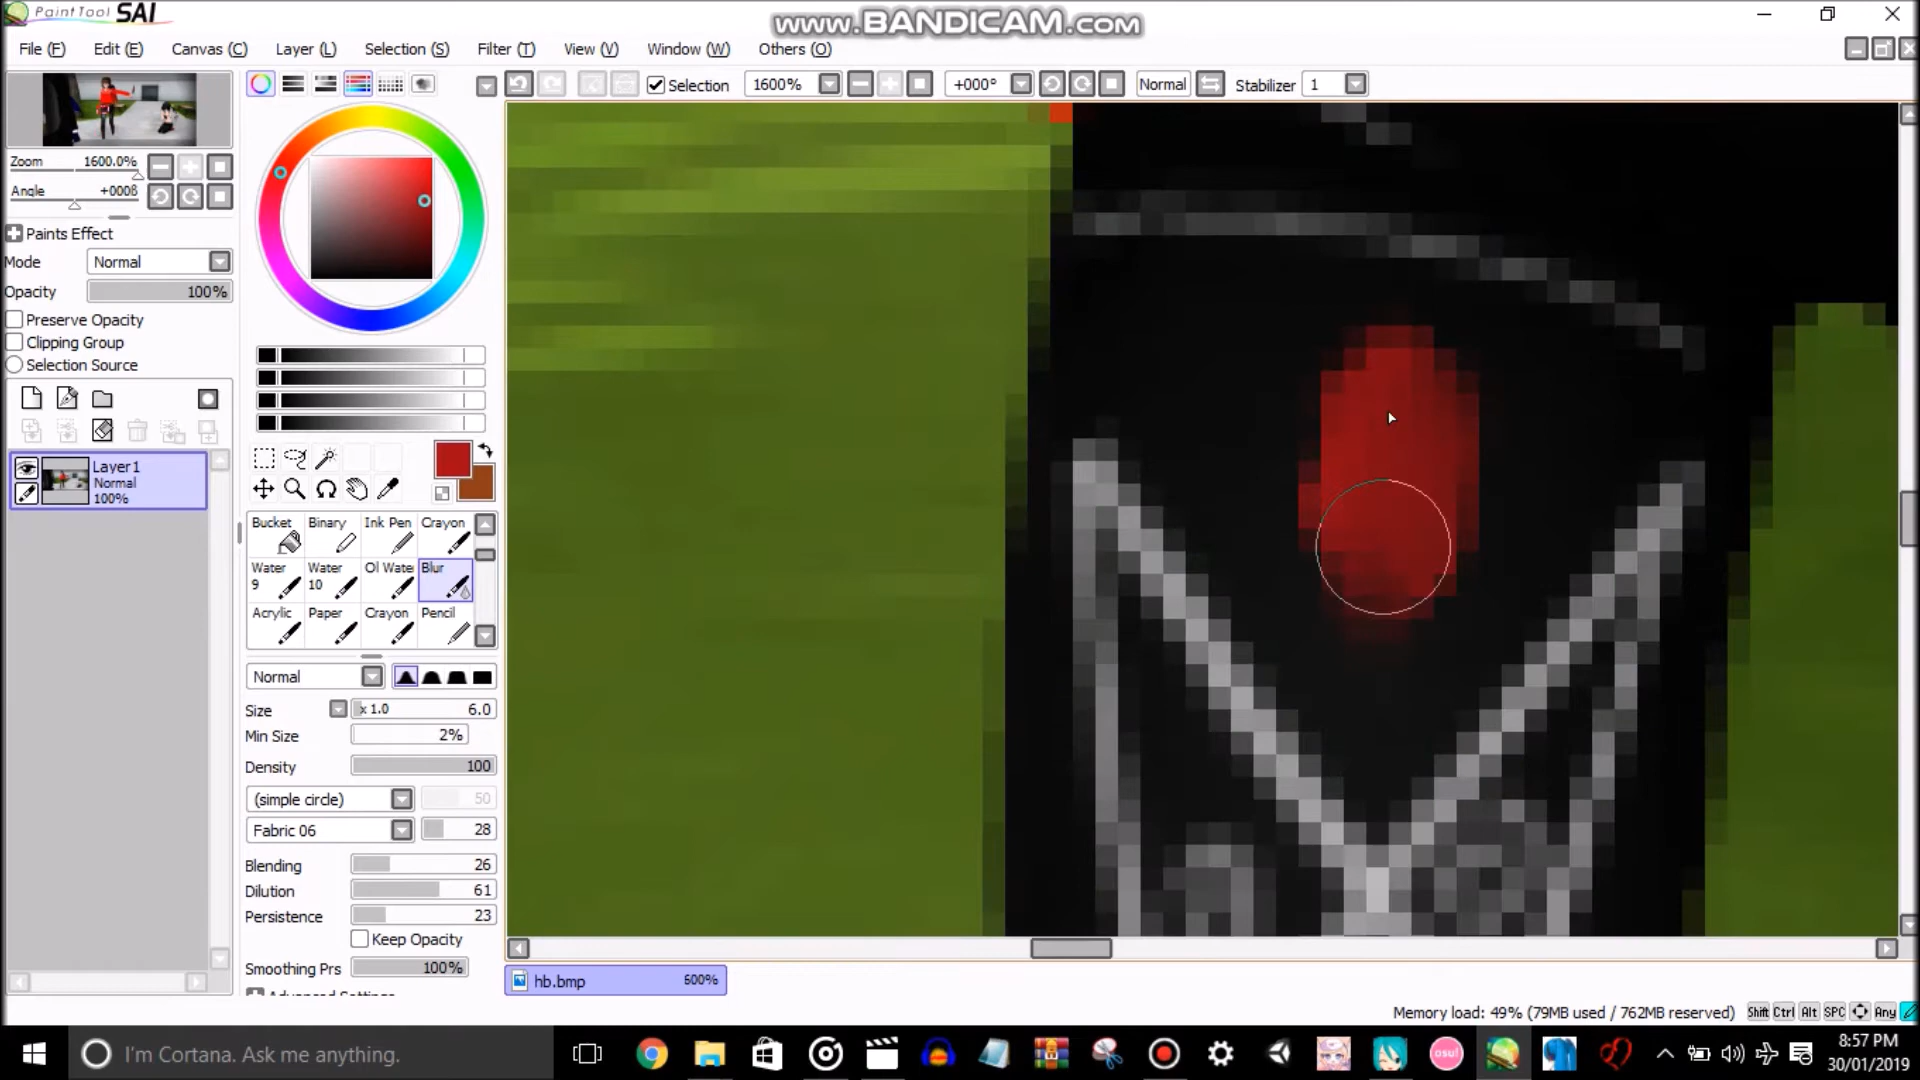 PaintTool SAI
www.BANDICAM.com
File (F) Edit (E) Canvas (C) Layer (L) Selection (S) Filter (T) View (V) Window (W) Others (O)
Selection 1600% +000° Normal Stabilizer 1
Zoom 1600.0%
Angle +000ß
Paints Effect
Mode Normal
Opacity 100%
Preserve Opacity
Clipping Group
Selection Source
Layer1
Normal
100%
Bucket Binary Ink Pen Crayon
Water 9 Water 10 Ol Wate Blur
Acrylic Paper Crayon Pencil
Normal
Size x 1.0 6.0
Min Size 2%
Density 100
(simple circle) 50
Fabric 06 28
Blending 26
Dilution 61
Persistence 23
Keep Opacity
Smoothing Prs 100%
Advanced Settings
hb.bmp 600%
Memory load: 49% (79MB used / 762MB reserved) Shift Ctrl Alt SPC Any
I'm Cortana. Ask me anything.
osu!
8:57 PM
30/01/2019